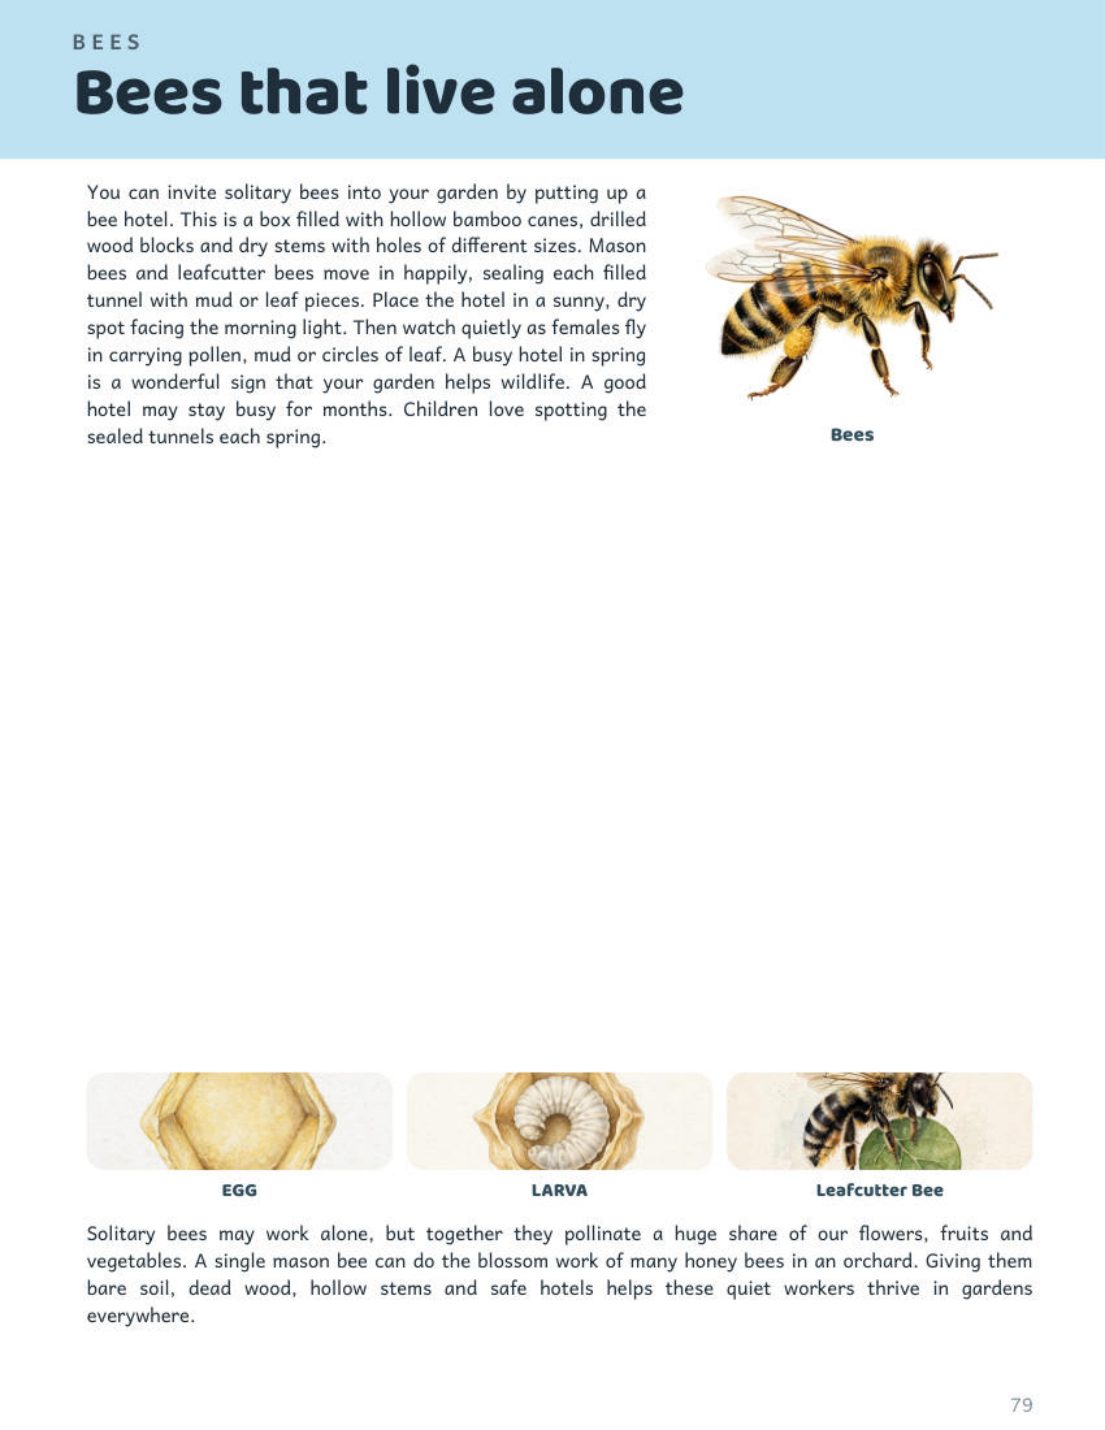 BEES
Bees that live alone
You can invite solitary bees into your garden by putting up a
bee hotel. This is a box filled with hollow bamboo canes, drilled
wood blocks and dry stems with holes of different sizes. Mason
bees and leafcutter bees move in happily, sealing each filled
tunnel with mud or leaf pieces. Place the hotel in a sunny, dry
spot facing the morning light. Then watch quietly as females fly
in carrying pollen, mud or circles of leaf. A busy hotel in spring
is a wonderful sign that your garden helps wildlife. A good
hotel may stay busy for months. Children love spotting the
sealed tunnels each spring.
Bees
EGG
LARVA
Leafcutter Bee
Solitary bees may work alone, but together they pollinate a huge share of our flowers, fruits and
vegetables. A single mason bee can do the blossom work of many honey bees in an orchard. Giving them
bare soil, dead wood, hollow stems and safe hotels helps these quiet workers thrive in gardens
everywhere.
79